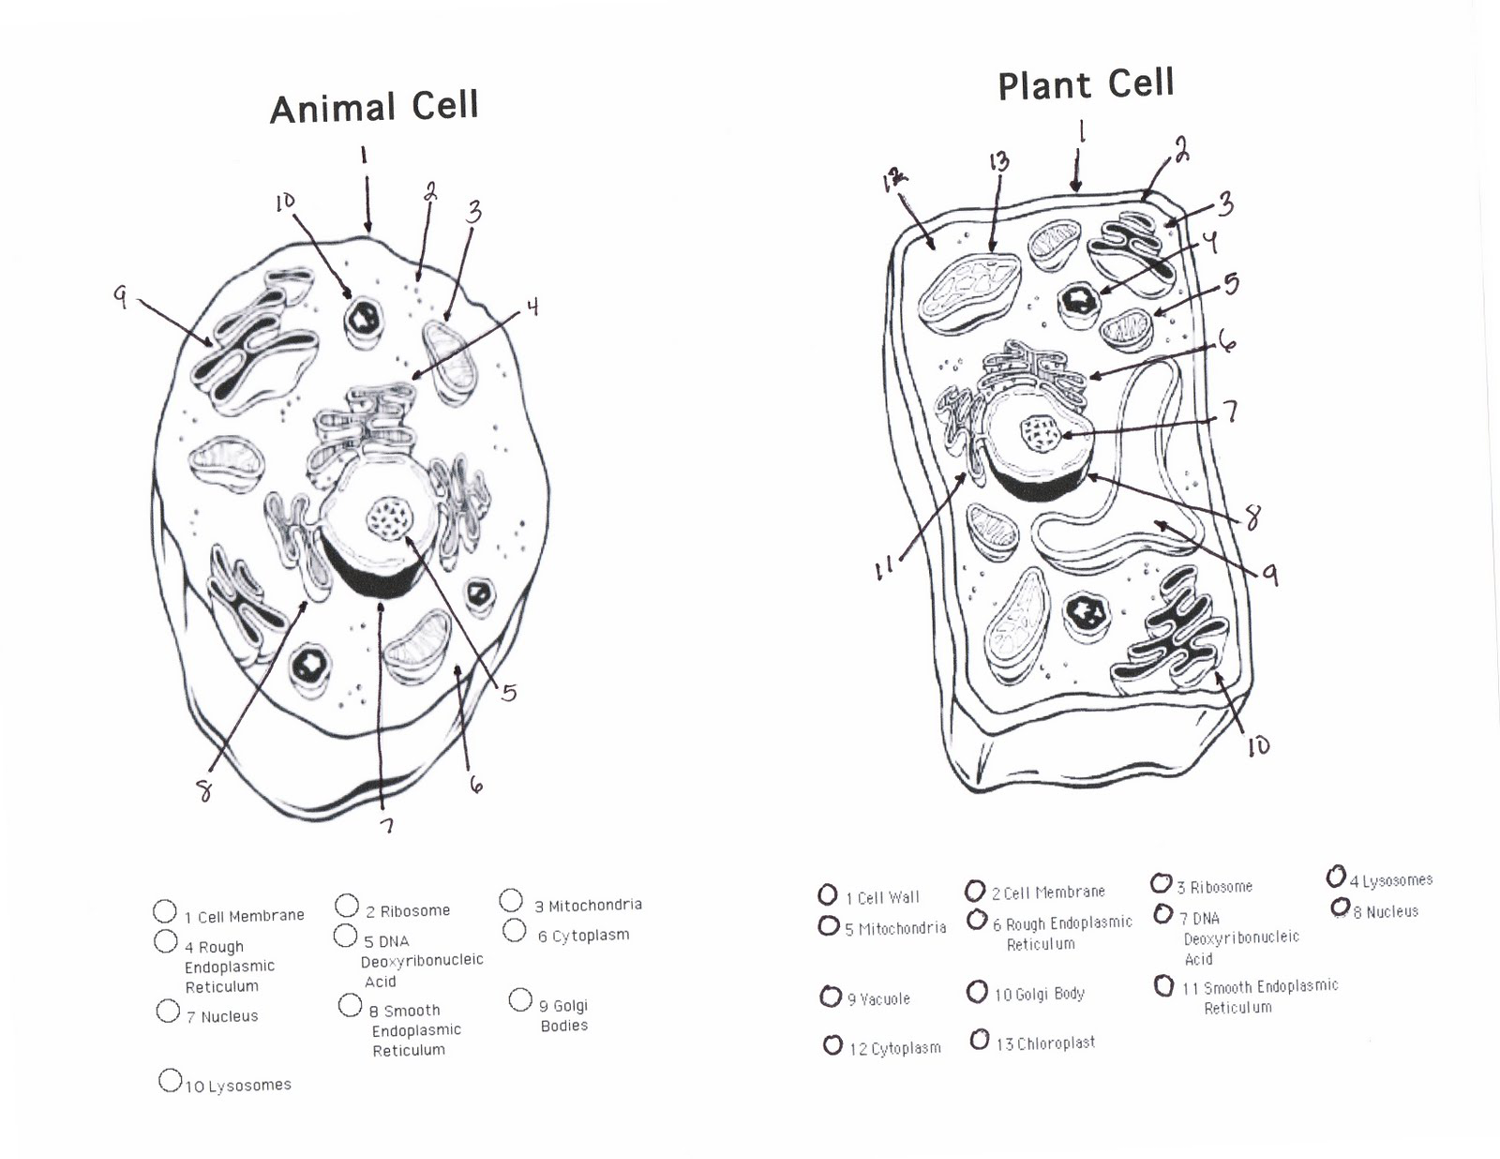 Animal Cell
1
10
2
3
9
4
5
8
6
7
1 Cell Membrane
2 Ribosome
3 Mitochondria
4 Rough
Endoplasmic
Reticulum
5 DNA
Deoxyribonucleic
Acid
6 Cytoplasm
7 Nucleus
8 Smooth
Endoplasmic
Reticulum
9 Golgi
Bodies
10 Lysosomes
Plant Cell
1
2
13
12
3
4
5
6
7
8
11
9
10
1 Cell Wall
2 Cell Membrane
3 Ribosome
4 Lysosomes
5 Mitochondria
6 Rough Endoplasmic
Reticulum
7 DNA
Deoxyribonucleic
Acid
8 Nucleus
9 Vacuole
10 Golgi Body
11 Smooth Endoplasmic
Reticulum
12 Cytoplasm
13 Chloroplast